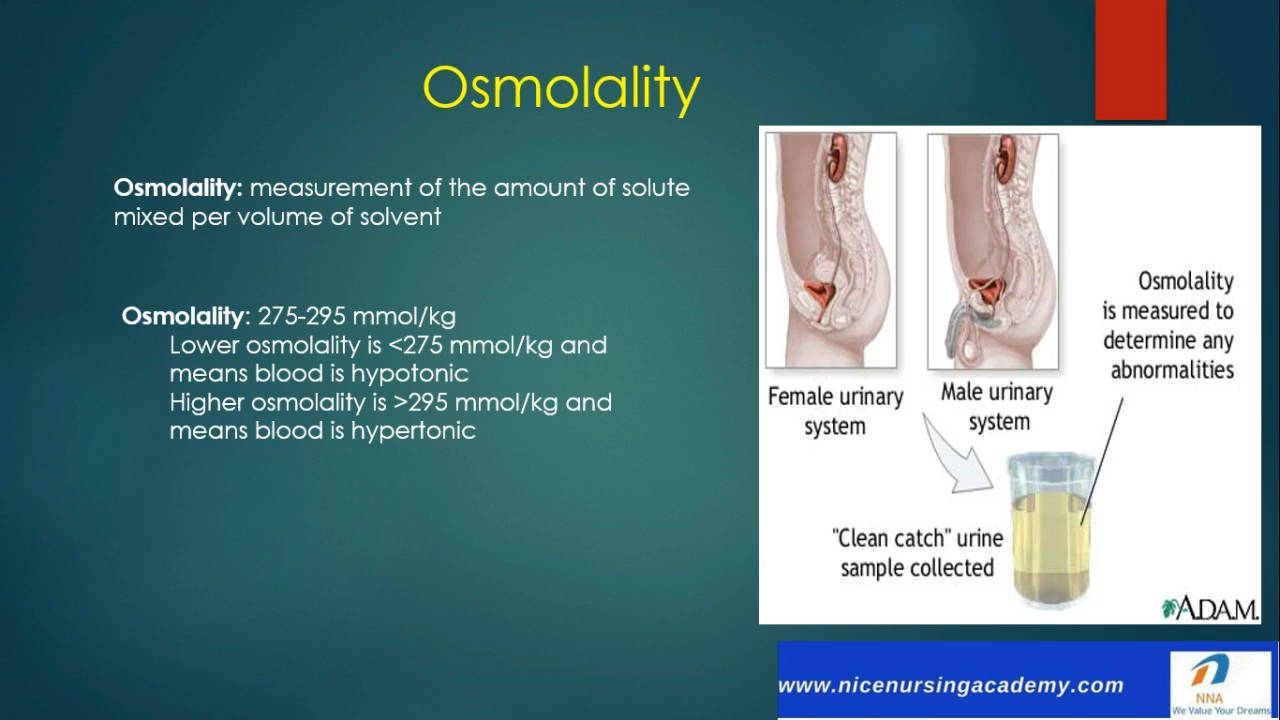 Osmolality
Osmolality: measurement of the amount of solute
mixed per volume of solvent
Osmolality: 275-295 mmol/kg
Lower osmolality is <275 mmol/kg and
means blood is hypotonic
Higher osmolality is >295 mmol/kg and
means blood is hypertonic
Osmolality
is measured to
determine any
abnormalities
Female urinary
system
Male urinary
system
"Clean catch" urine
sample collected
A.D.A.M.
www.nicenursingacademy.com
NNA
We Value Your Dreams